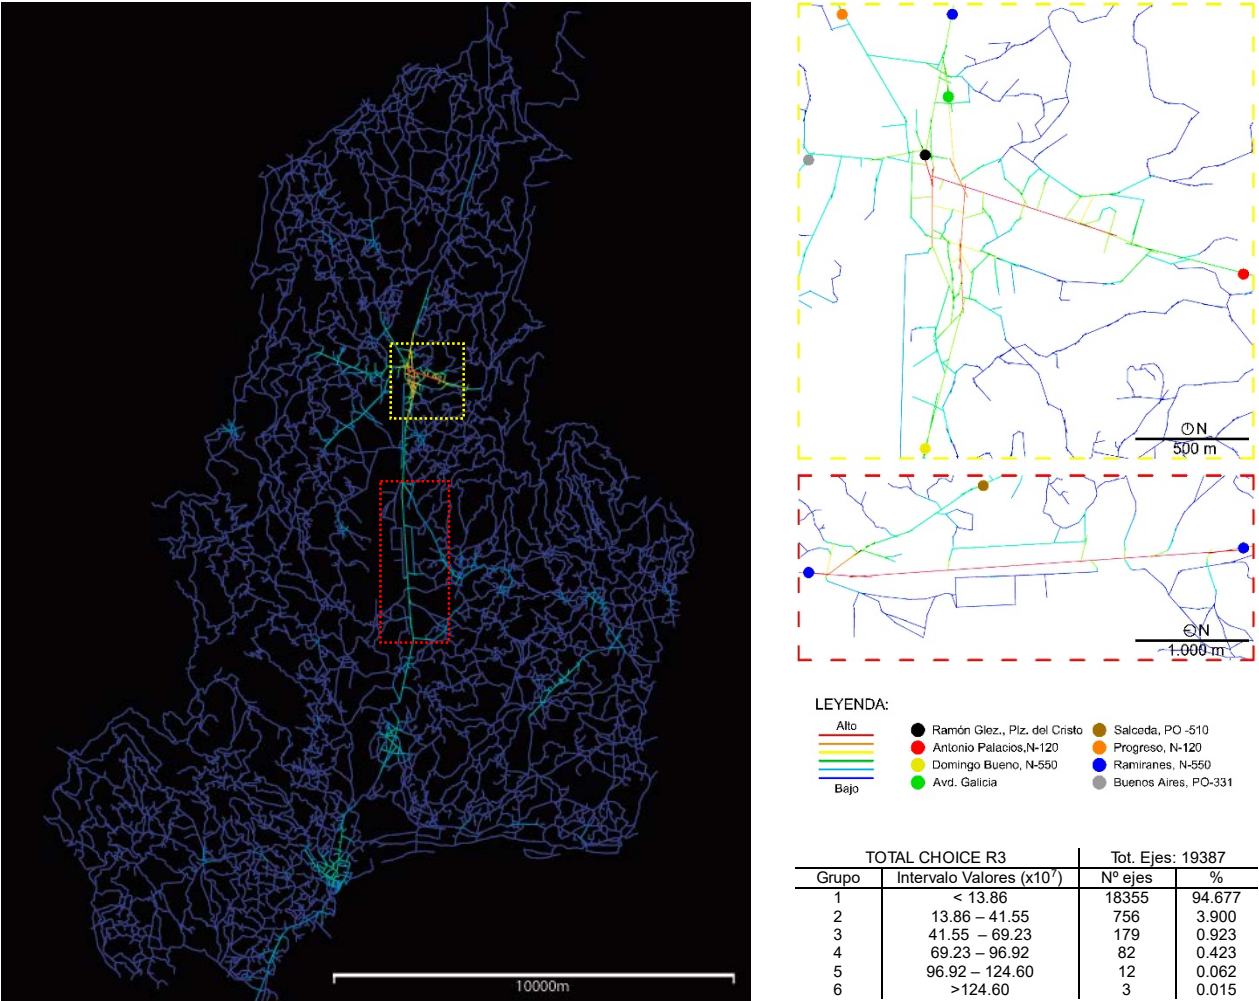 10000m
N
500 m
N
1.000 m
LEYENDA:
Alto
Bajo
Ramón Glez., Plz. del Cristo
Antonio Palacios,N-120
Domingo Bueno, N-550
Avd. Galicia
Salceda, PO -510
Progreso, N-120
Ramiranes, N-550
Buenos Aires, PO-331
TOTAL CHOICE R3 Tot. Ejes: 19387
Grupo Intervalo Valores (x10⁷) Nº ejes %
1 < 13.86 18355 94.677
2 13.86 – 41.55 756 3.900
3 41.55 – 69.23 179 0.923
4 69.23 – 96.92 82 0.423
5 96.92 – 124.60 12 0.062
6 >124.60 3 0.015